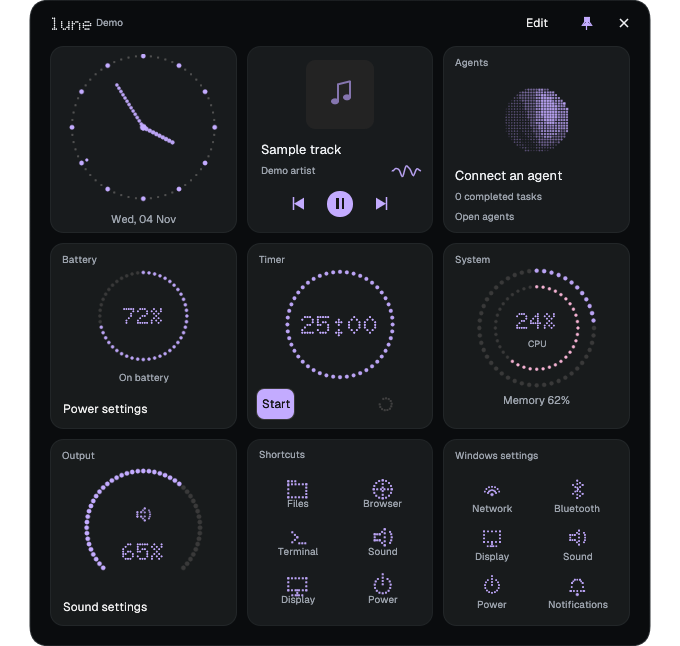 lune Demo
Edit
Wed, 04 Nov
Sample track
Demo artist
Agents
Connect an agent
0 completed tasks
Open agents
Battery
72%
On battery
Power settings
Timer
25:00
Start
System
24%
CPU
Memory 62%
Output
65%
Sound settings
Shortcuts
Files
Browser
Terminal
Sound
Display
Power
Windows settings
Network
Bluetooth
Display
Sound
Power
Notifications